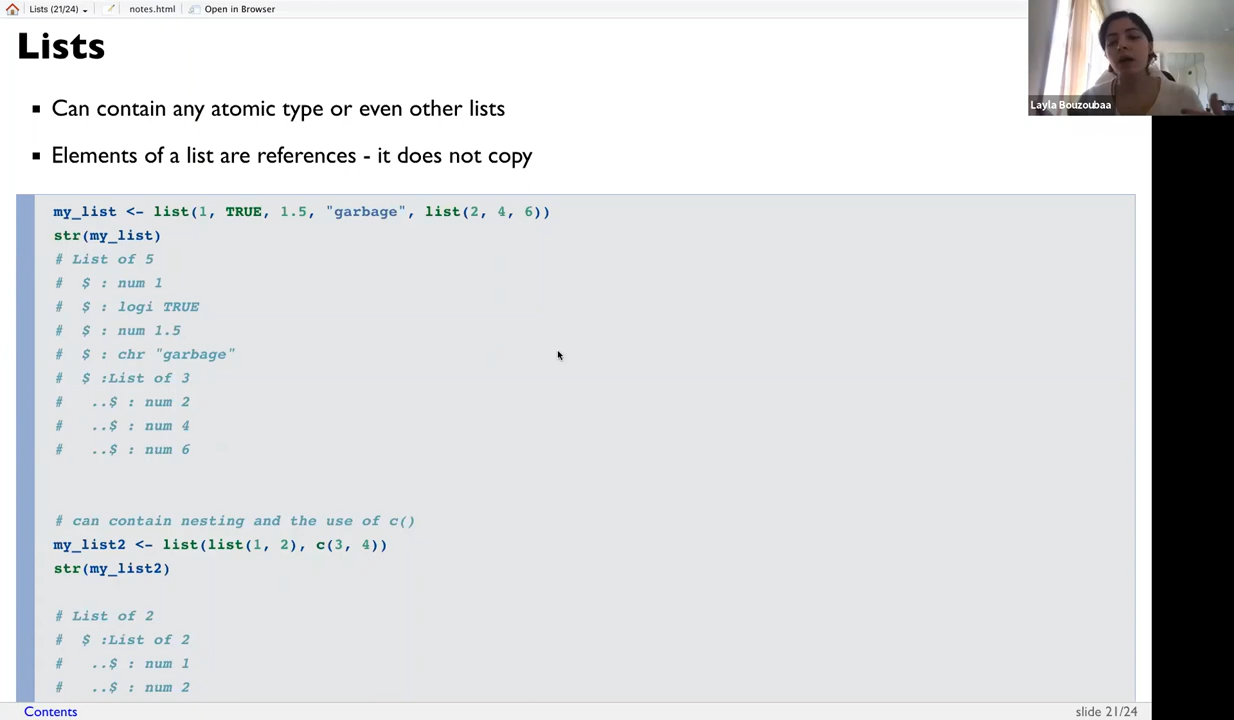 Lists (21/24)
notes.html
Open in Browser
Lists
Layla Bouzoubaa
▪ Can contain any atomic type or even other lists
▪ Elements of a list are references - it does not copy
my_list <- list(1, TRUE, 1.5, "garbage", list(2, 4, 6))
str(my_list)
# List of 5
#  $ : num 1
#  $ : logi TRUE
#  $ : num 1.5
#  $ : chr "garbage"
#  $ :List of 3
#   ..$ : num 2
#   ..$ : num 4
#   ..$ : num 6
# can contain nesting and the use of c()
my_list2 <- list(list(1, 2), c(3, 4))
str(my_list2)
# List of 2
#  $ :List of 2
#   ..$ : num 1
#   ..$ : num 2
Contents
slide 21/24